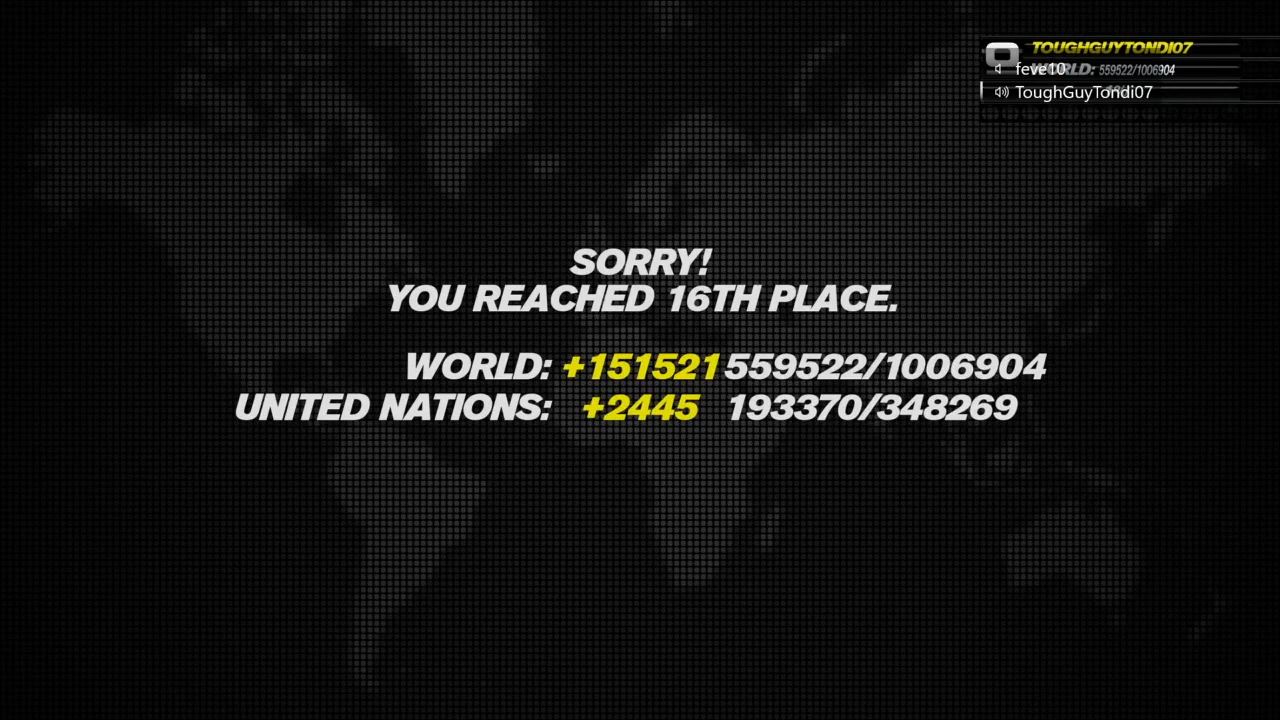 TOUGHGUYTONDI07
feve10
WORLD: 559522/1006904
ToughGuyTondi07
SORRY!
YOU REACHED 16TH PLACE.
WORLD: +151521 559522/1006904
UNITED NATIONS: +2445 193370/348269